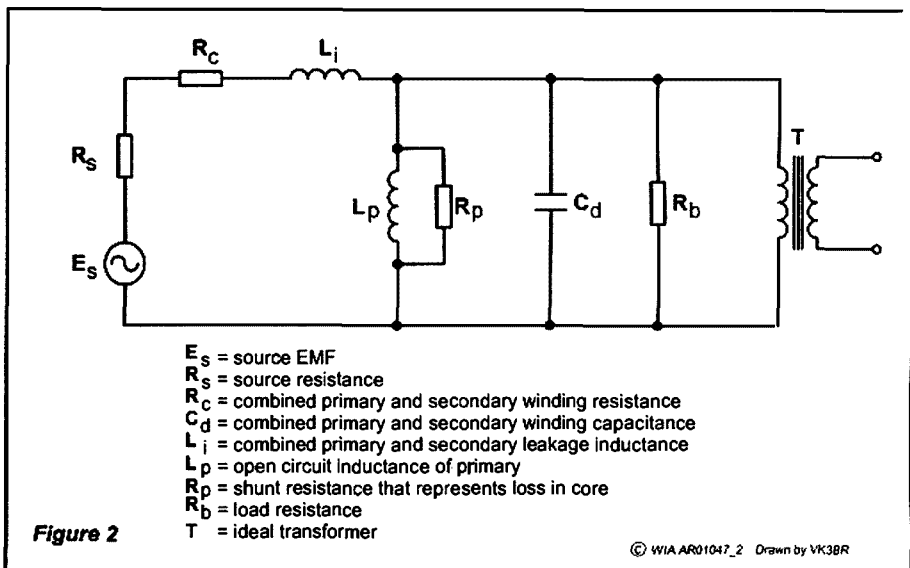 Rc
Li
Rs
Lp
Rp
Cd
Rb
T
Es
Es = source EMF
Rs = source resistance
Rc = combined primary and secondary winding resistance
Cd = combined primary and secondary winding capacitance
Li = combined primary and secondary leakage inductance
Lp = open circuit inductance of primary
Rp = shunt resistance that represents loss in core
Rb = load resistance
T = ideal transformer
Figure 2
© WIA AR01047_2 Drawn by VK3BR